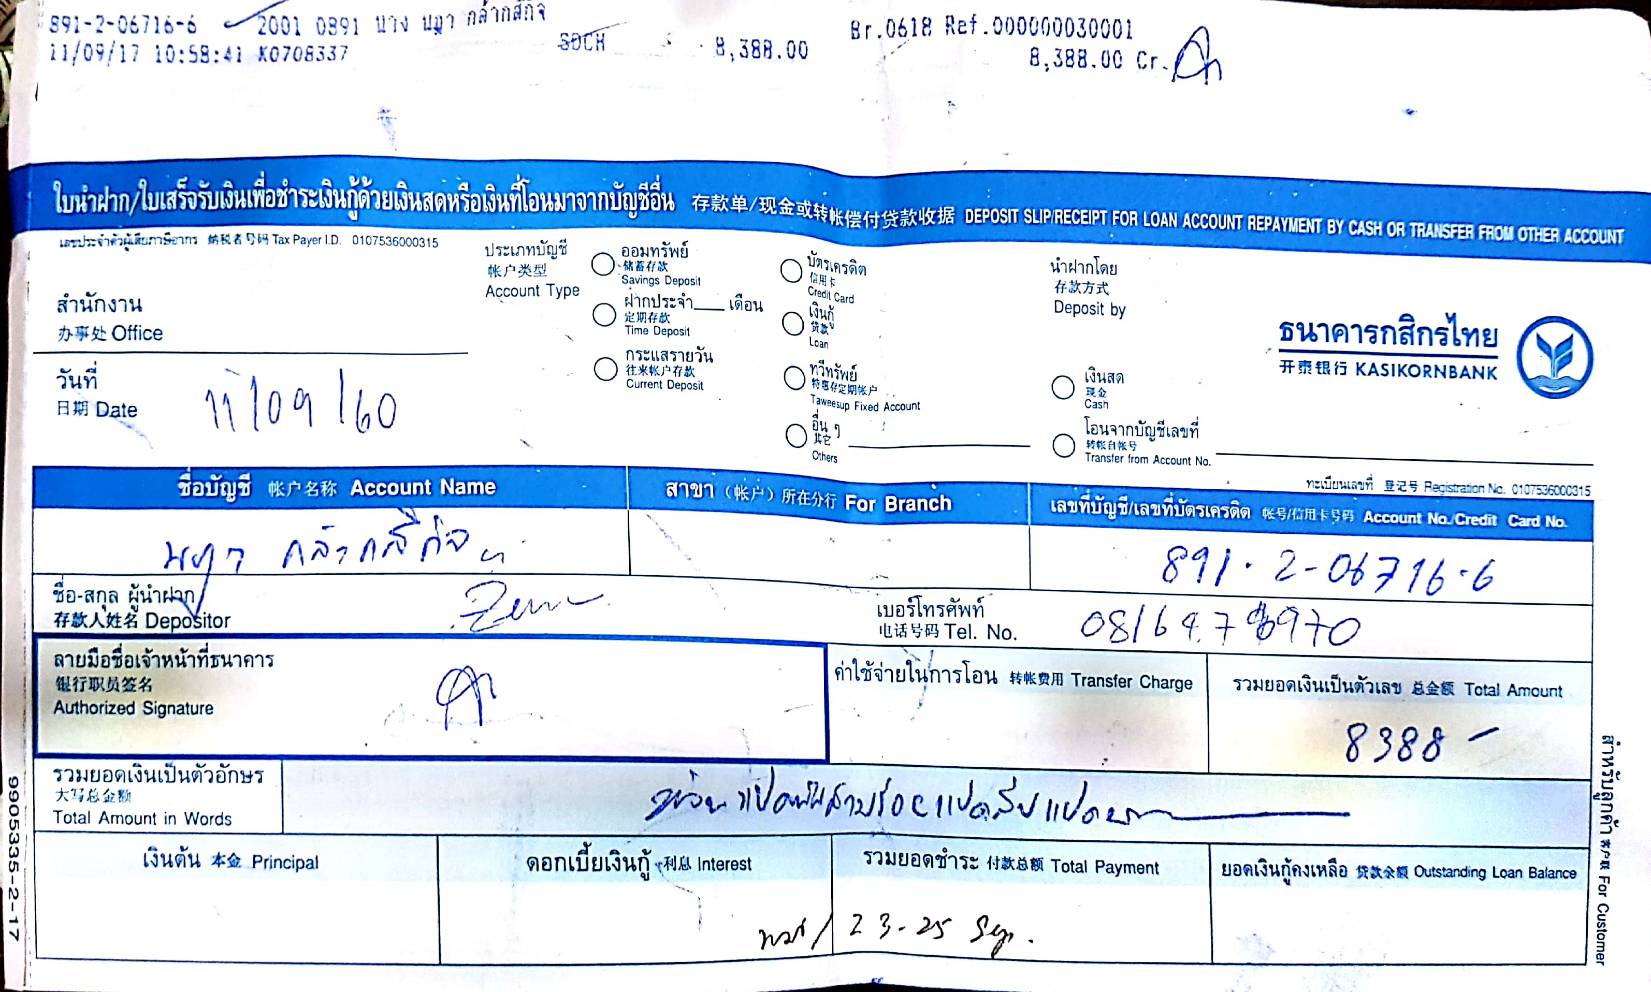 891-2-06716-6 2001 0891 นาง นฎา กล้ากสิกิจ Br.0618 Ref.000000030001
11/09/17 10:58:41 K0708337 SDCH 8,388.00 8,388.00 Cr.
ใบนำฝาก/ใบเสร็จรับเงินเพื่อชำระเงินกู้ด้วยเงินสดหรือเงินที่โอนมาจากบัญชีอื่น 存款单/现金或转帐偿付贷款收据 DEPOSIT SLIP/RECEIPT FOR LOAN ACCOUNT REPAYMENT BY CASH OR TRANSFER FROM OTHER ACCOUNT
เลขประจำตัวผู้เสียภาษีอากร 纳税者号码 Tax Payer I.D. 0107536000315
สำนักงาน
办事处 Office
วันที่
日期 Date
11/09/60
ประเภทบัญชี
帐户类型
Account Type
ออมทรัพย์
储蓄存款
Savings Deposit
ฝากประจำ___เดือน
定期存款
Time Deposit
กระแสรายวัน
往来帐户存款
Current Deposit
บัตรเครดิต
信用卡
Credit Card
เงินกู้
贷款
Loan
ทวีทรัพย์
特惠存定期帐户
Taweesup Fixed Account
อื่น ๆ
其它
Others
นำฝากโดย
存款方式
Deposit by
เงินสด
现金
Cash
โอนจากบัญชีเลขที่
转帐自帐号
Transfer from Account No.
ธนาคารกสิกรไทย
开泰银行 KASIKORNBANK
ทะเบียนเลขที่ 登记号 Registration No. 0107536000315
ชื่อบัญชี 帐户名称 Account Name
สาขา (帐户) 所在分行 For Branch
เลขที่บัญชี/เลขที่บัตรเครดิต 帐号/信用卡号码 Account No./Credit Card No.
นฎา กล้ากสิกิจ
891-2-06716-6
ชื่อ-สกุล ผู้นำฝาก
存款人姓名 Depositor
เบอร์โทรศัพท์
电话号码 Tel. No.
ลายมือชื่อเจ้าหน้าที่ธนาคาร
银行职员签名
Authorized Signature
ค่าใช้จ่ายในการโอน 转帐费用 Transfer Charge
รวมยอดเงินเป็นตัวเลข 总金额 Total Amount
8388 -
รวมยอดเงินเป็นตัวอักษร
大写总金额
Total Amount in Words
แปดพันสามร้อยแปดสิบแปดบาท
เงินต้น 本金 Principal
ดอกเบี้ยเงินกู้ 利息 Interest
รวมยอดชำระ 付款总额 Total Payment
ยอดเงินกู้คงเหลือ 贷款余额 Outstanding Loan Balance
23-25 Sep.
สำหรับลูกค้า 客户联 For Customer
9905335-2-17